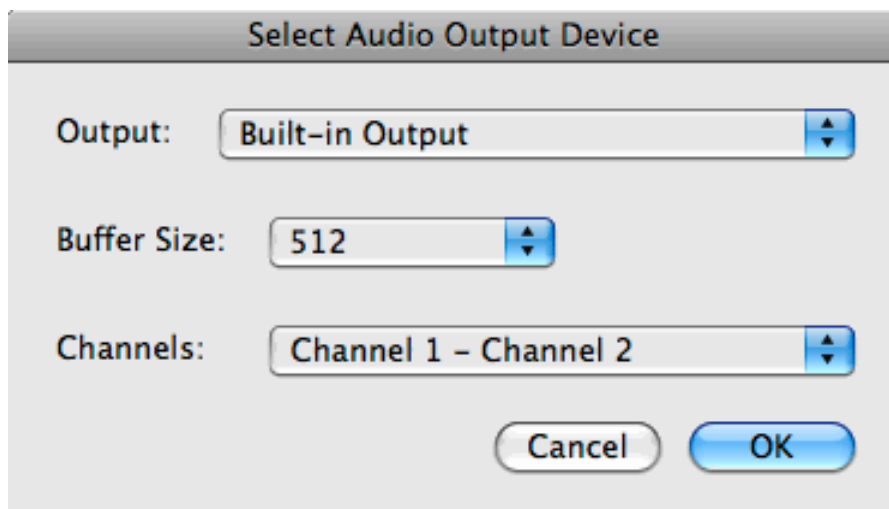 Select Audio Output Device
Output: Built-in Output
Buffer Size: 512
Channels: Channel 1 – Channel 2
Cancel OK